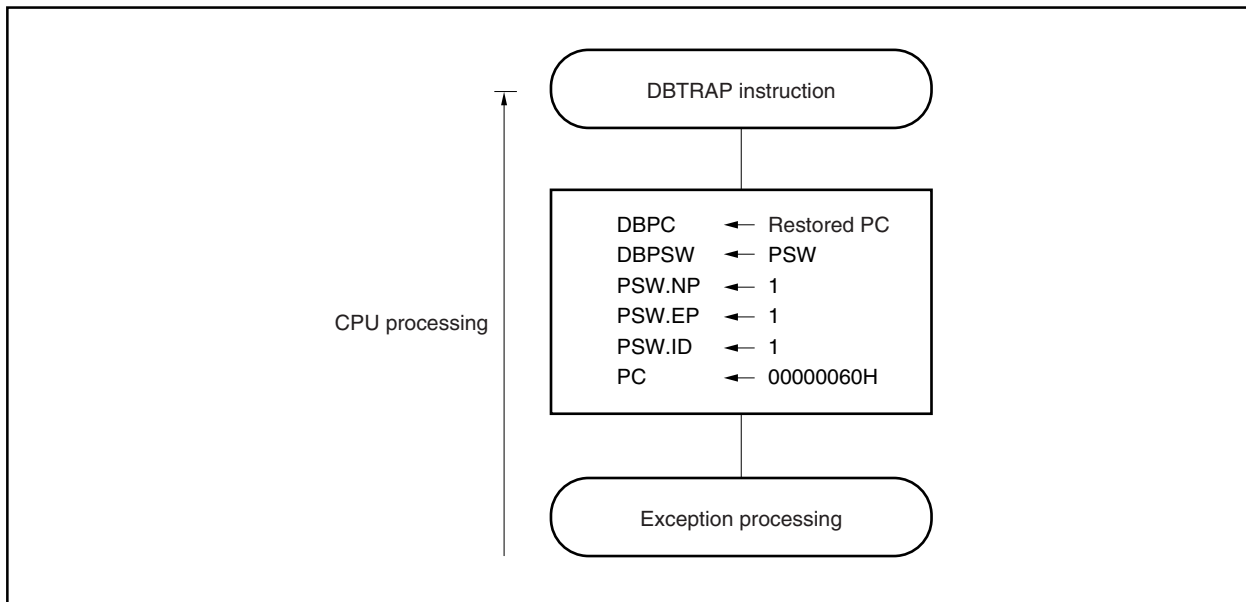 DBTRAP instruction
CPU processing
DBPC ← Restored PC
DBPSW ← PSW
PSW.NP ← 1
PSW.EP ← 1
PSW.ID ← 1
PC ← 00000060H
Exception processing